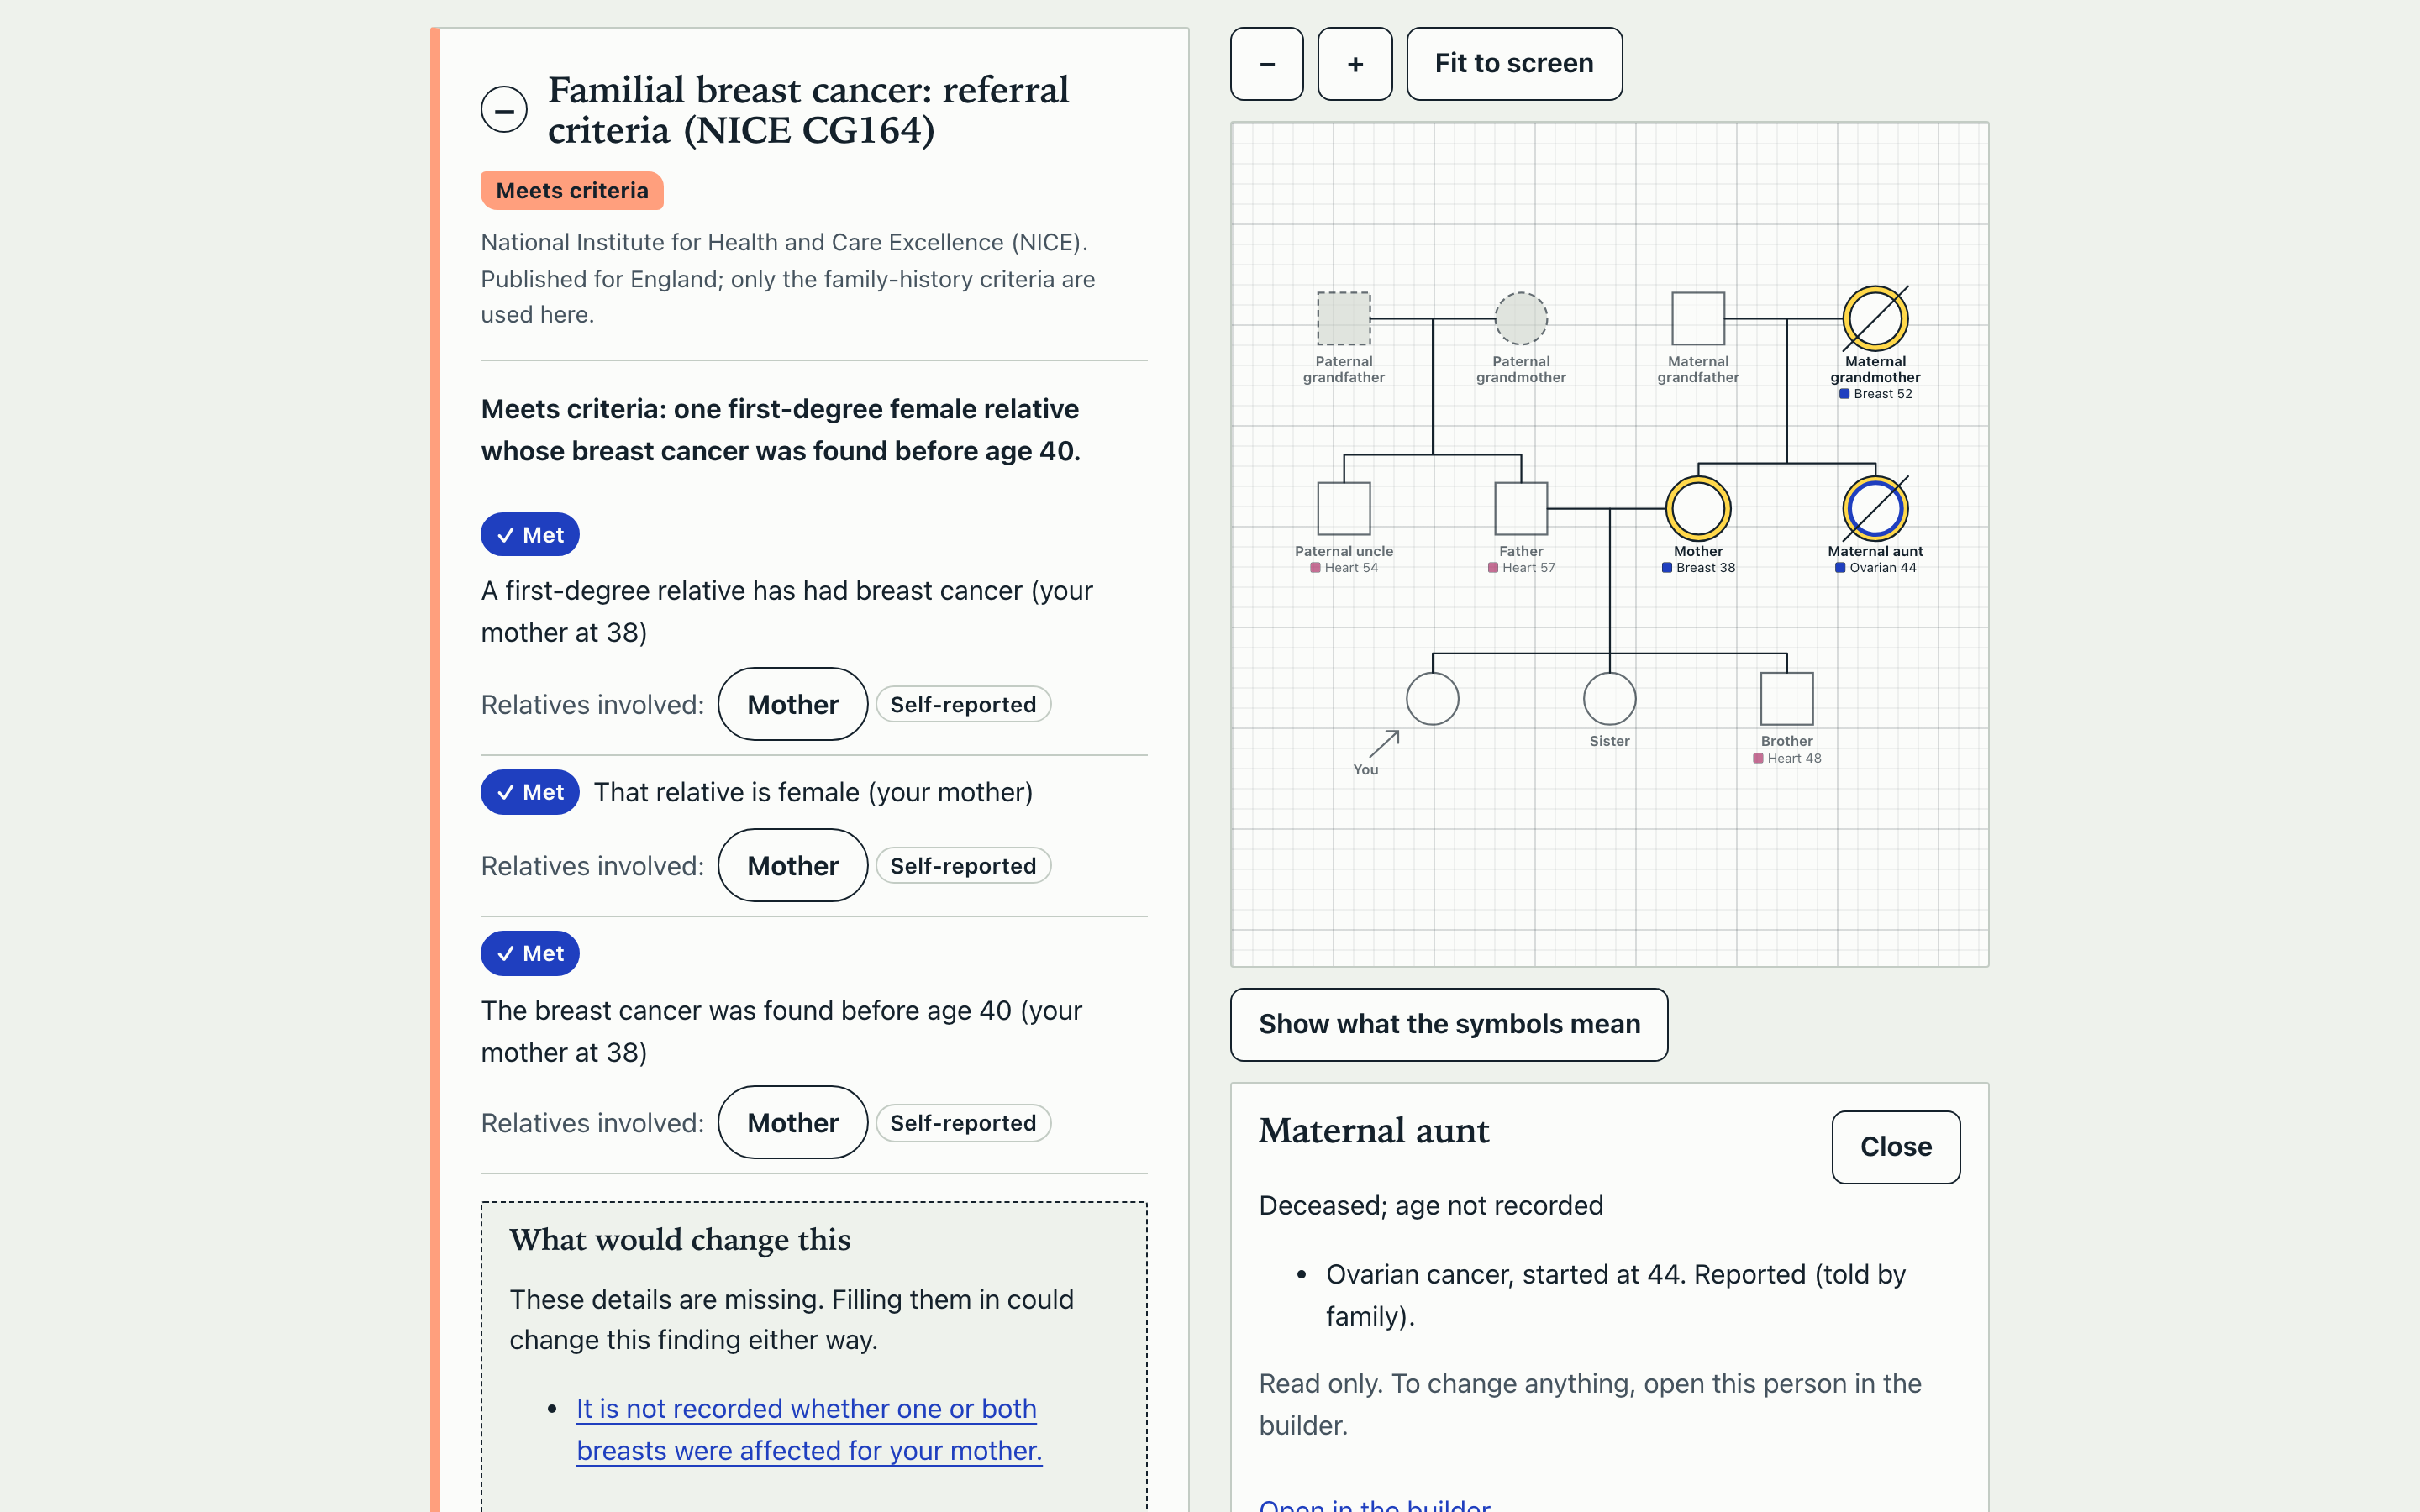 Familial breast cancer: referral
criteria (NICE CG164)
Meets criteria
National Institute for Health and Care Excellence (NICE).
Published for England; only the family-history criteria are
used here.
Meets criteria: one first-degree female relative
whose breast cancer was found before age 40.
✓ Met
A first-degree relative has had breast cancer (your
mother at 38)
Relatives involved: Mother Self-reported
✓ Met That relative is female (your mother)
Relatives involved: Mother Self-reported
✓ Met
The breast cancer was found before age 40 (your
mother at 38)
Relatives involved: Mother Self-reported
What would change this
These details are missing. Filling them in could
change this finding either way.
• It is not recorded whether one or both
breasts were affected for your mother.
− + Fit to screen
Paternal
grandfather
Paternal
grandmother
Maternal
grandfather
Maternal
grandmother
Breast 52
Paternal uncle
Heart 54
Father
Heart 57
Mother
Breast 38
Maternal aunt
Ovarian 44
You
Sister
Brother
Heart 48
Show what the symbols mean
Maternal aunt
Close
Deceased; age not recorded
• Ovarian cancer, started at 44. Reported (told by
family).
Read only. To change anything, open this person in the
builder.
Open in the builder